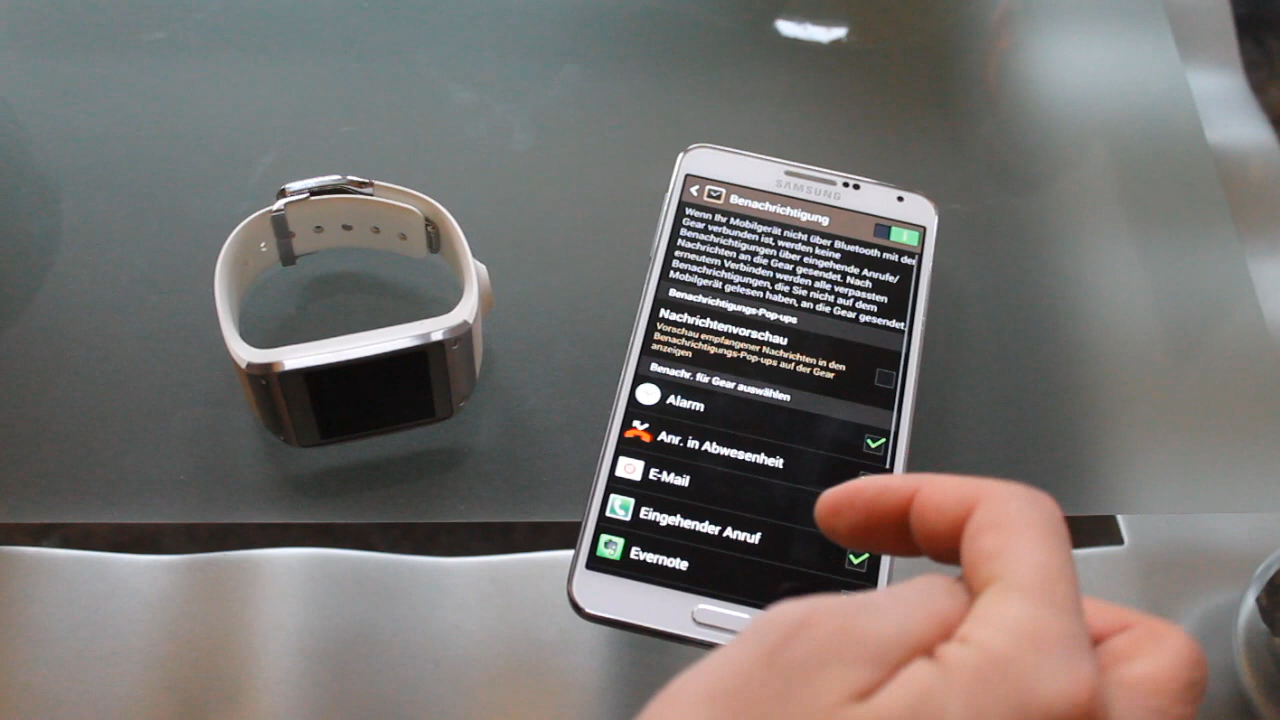 SAMSUNG
Benachrichtigung
Wenn Ihr Mobilgerät nicht über Bluetooth mit der
Gear verbunden ist, werden keine
Benachrichtigungen über eingehende Anrufe/
Nachrichten an die Gear gesendet. Nach
erneutem Verbinden werden alle verpassten
Benachrichtigungen, die Sie nicht auf dem
Mobilgerät gelesen haben, an die Gear gesendet.
Benachrichtigungs-Pop-ups
Nachrichtenvorschau
Vorschau empfangener Nachrichten in den
Benachrichtigungs-Pop-ups auf der Gear
anzeigen
Benachr. für Gear auswählen
Alarm
Anr. in Abwesenheit
E-Mail
Eingehender Anruf
Evernote